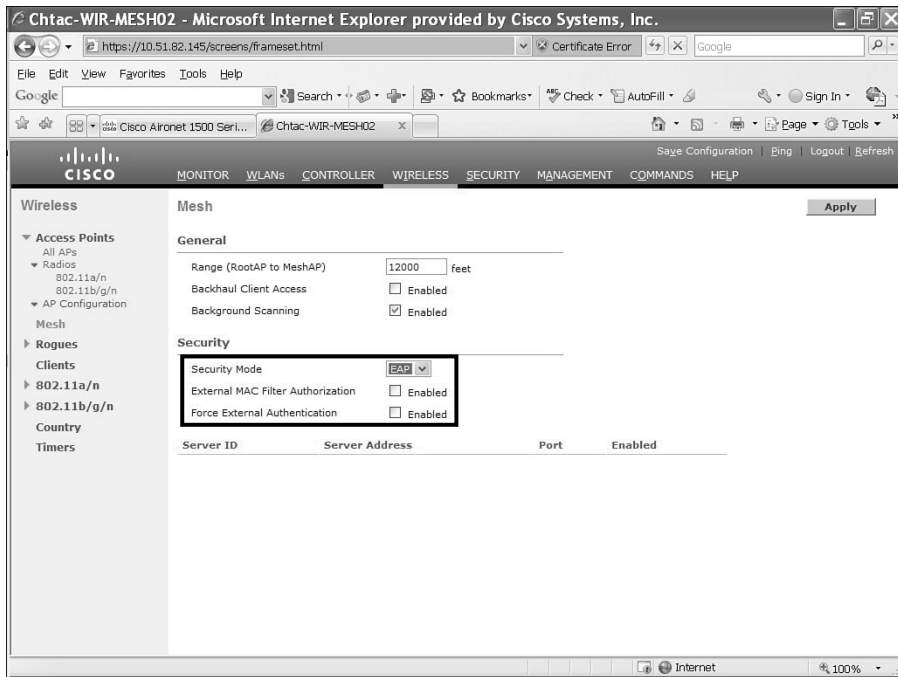 Chtac-WIR-MESH02 - Microsoft Internet Explorer provided by Cisco Systems, Inc.
https://10.51.82.145/screens/frameset.html Certificate Error Google
File Edit View Favorites Tools Help
Google Search Bookmarks ABC Check AutoFill Sign In
Cisco Aironet 1500 Seri... Chtac-WIR-MESH02 X Page Tools »
Save Configuration | Ping | Logout | Refresh
CISCO MONITOR WLANs CONTROLLER WIRELESS SECURITY MANAGEMENT COMMANDS HELP
Wireless
Access Points
All APs
Radios
802.11a/n
802.11b/g/n
AP Configuration
Mesh
Rogues
Clients
802.11a/n
802.11b/g/n
Country
Timers
Mesh Apply
General
Range (RootAP to MeshAP) 12000 feet
Backhaul Client Access Enabled
Background Scanning Enabled
Security
Security Mode EAP
External MAC Filter Authorization Enabled
Force External Authentication Enabled
Server ID Server Address Port Enabled
Internet 100%